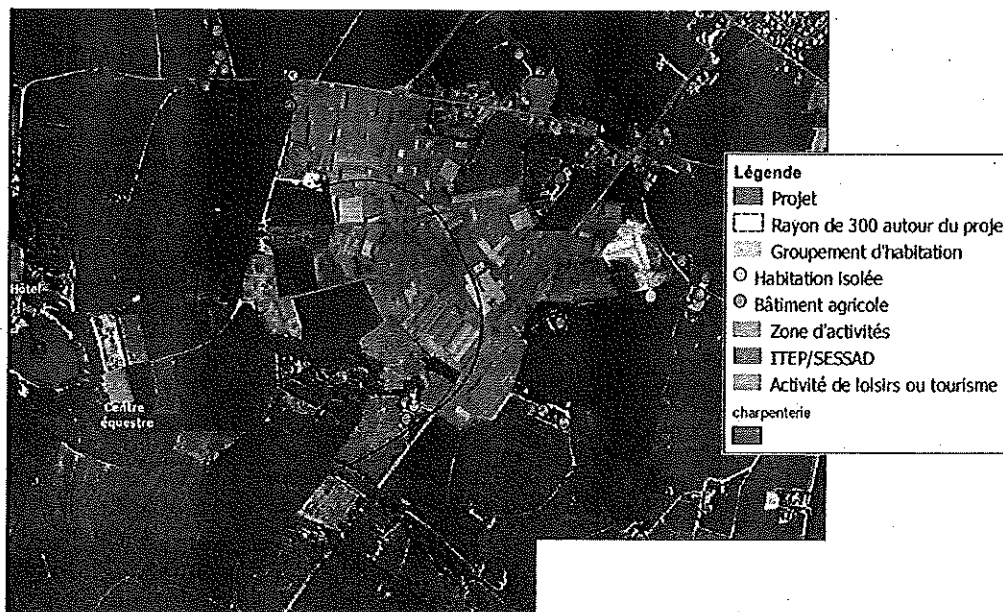 Hôtel
Centre
équestre
Légende
Projet
Rayon de 300 autour du proje
Groupement d'habitation
Habitation isolée
Bâtiment agricole
Zone d'activités
ITEP/SESSAD
Activité de loisirs ou tourisme
charpenterie